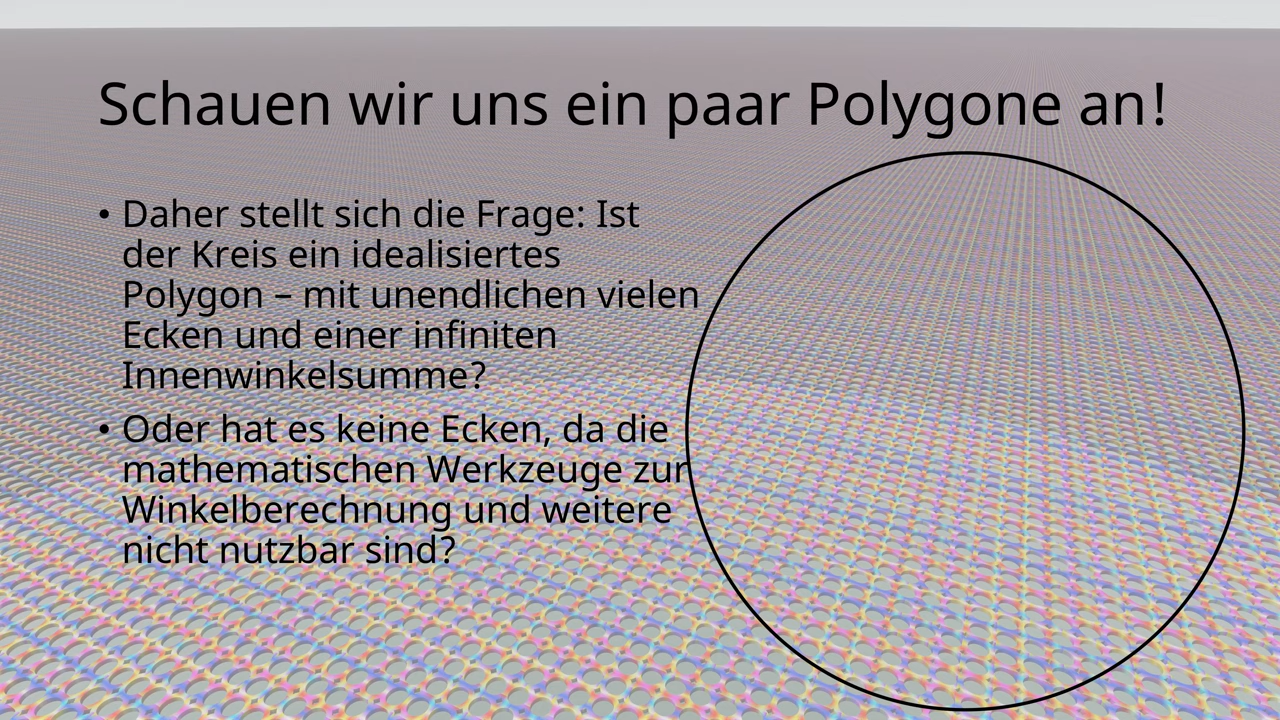 Schauen wir uns ein paar Polygone an!
• Daher stellt sich die Frage: Ist
der Kreis ein idealisiertes
Polygon – mit unendlichen vielen
Ecken und einer infiniten
Innenwinkelsumme?
• Oder hat es keine Ecken, da die
mathematischen Werkzeuge zur
Winkelberechnung und weitere
nicht nutzbar sind?